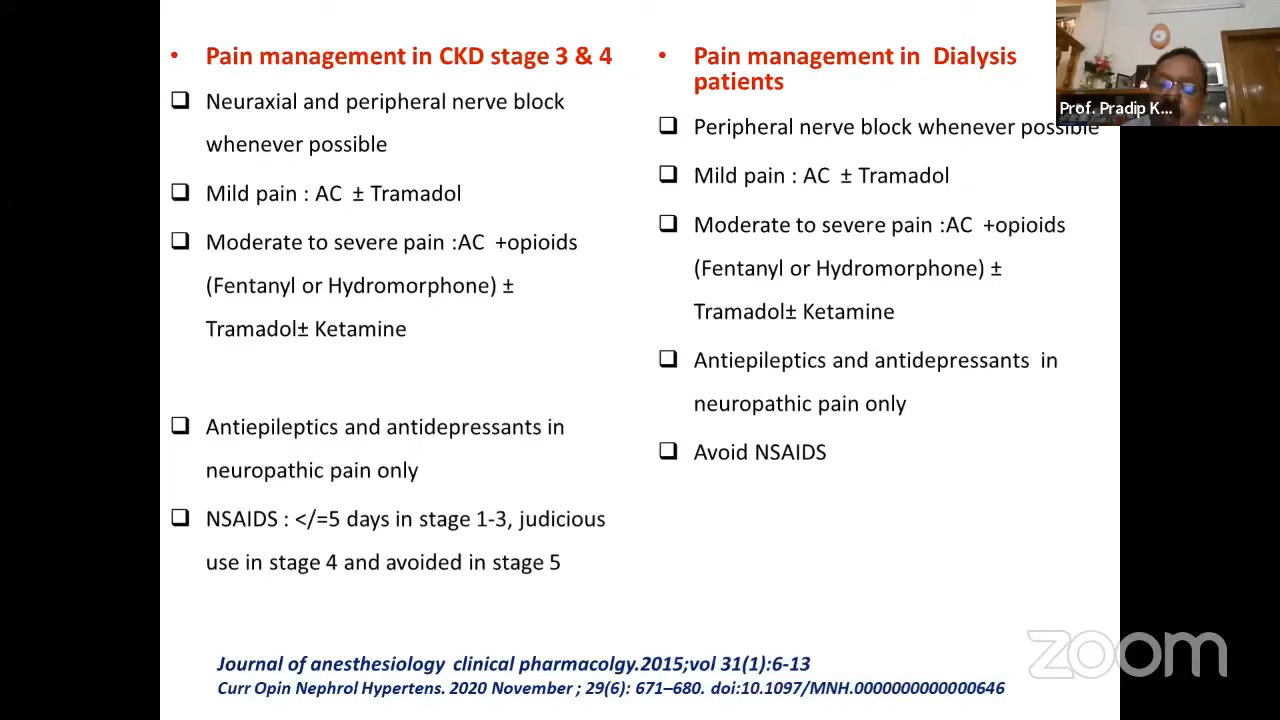 • Pain management in CKD stage 3 & 4
❑ Neuraxial and peripheral nerve block
whenever possible
❑ Mild pain : AC ± Tramadol
❑ Moderate to severe pain :AC +opioids
(Fentanyl or Hydromorphone) ±
Tramadol± Ketamine
❑ Antiepileptics and antidepressants in
neuropathic pain only
❑ NSAIDS : </=5 days in stage 1-3, judicious
use in stage 4 and avoided in stage 5
• Pain management in Dialysis
patients
❑ Peripheral nerve block whenever possible
❑ Mild pain : AC ± Tramadol
❑ Moderate to severe pain :AC +opioids
(Fentanyl or Hydromorphone) ±
Tramadol± Ketamine
❑ Antiepileptics and antidepressants in
neuropathic pain only
❑ Avoid NSAIDS
Prof. Pradip K...
Journal of anesthesiology clinical pharmacolgy.2015;vol 31(1):6-13
Curr Opin Nephrol Hypertens. 2020 November ; 29(6): 671–680. doi:10.1097/MNH.0000000000000646
zoom